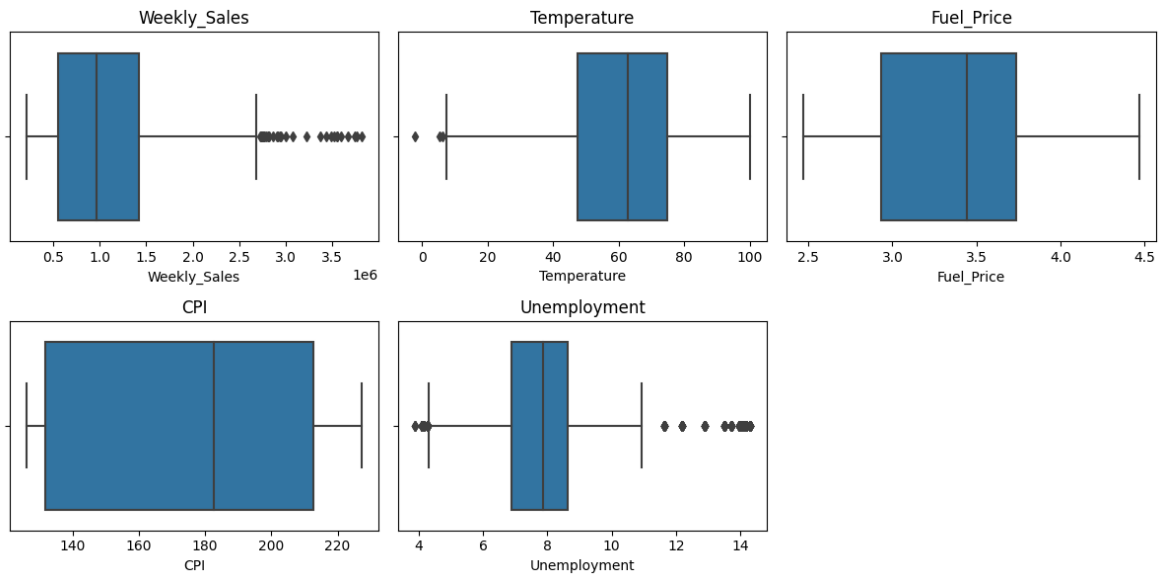 Weekly_Sales
Temperature
Fuel_Price
0.5 1.0 1.5 2.0 2.5 3.0 3.5
1e6
Weekly_Sales
0 20 40 60 80 100
Temperature
2.5 3.0 3.5 4.0 4.5
Fuel_Price
CPI
Unemployment
140 160 180 200 220
CPI
4 6 8 10 12 14
Unemployment